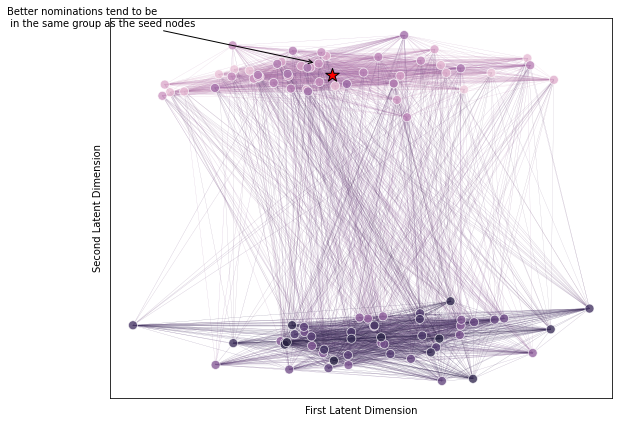 Better nominations tend to be
in the same group as the seed nodes
Second Latent Dimension
First Latent Dimension